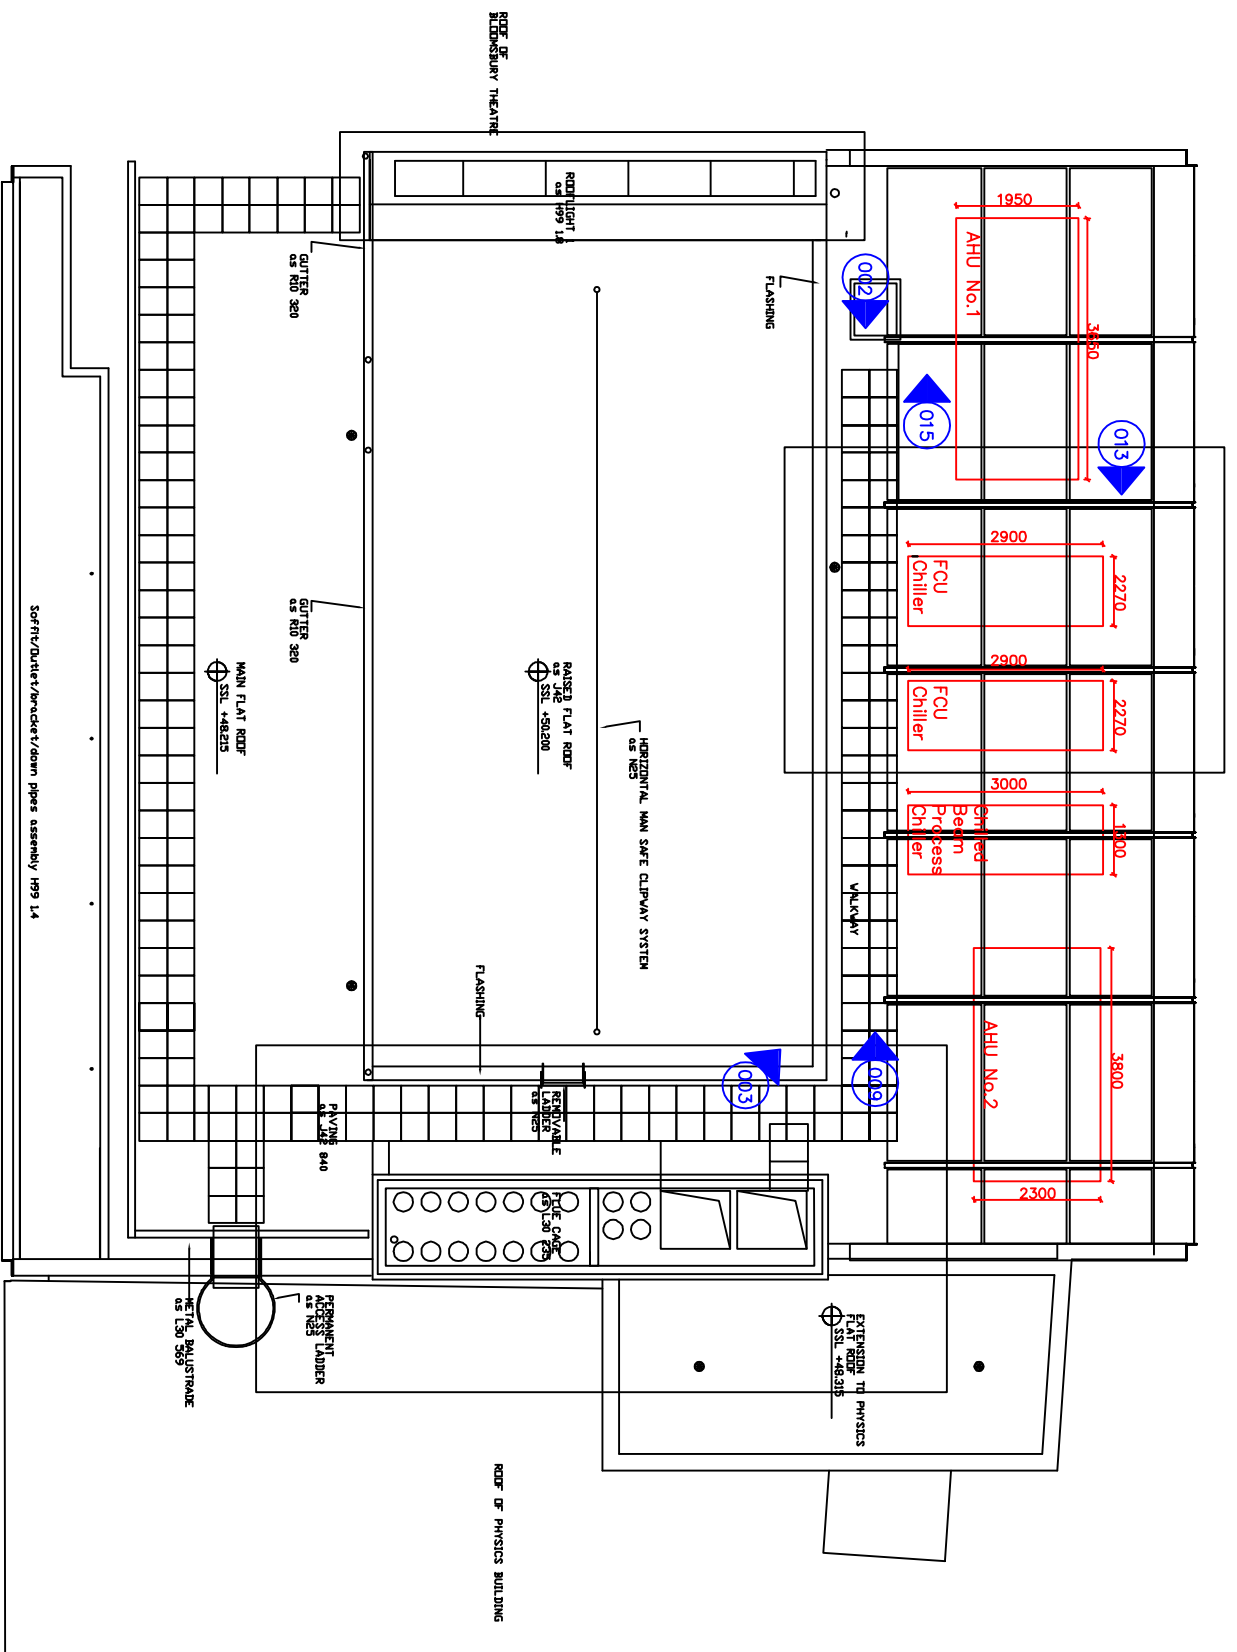 ROOF OF
BLOOMSBURY THEATRE
ROOFLIGHT 1
as H99 1.8
GUTTER
as R10 320
FLASHING
1950
3650
AHU No.1
002
015
013
2900
2270
FCU
Chiller
2900
2270
FCU
Chiller
3000
Chilled
Beam
Process
Chiller
GUTTER
as R10 320
MAIN FLAT ROOF
SSL +48.215
RAISED FLAT ROOF
as J42
SSL +50.200
HORIZONTAL MAN SAFE CLIPWAY SYSTEM
as N25
WALKWAY
Soffit/Outlet/bracket/down pipes assembly H99 1.4
FLASHING
003
009
AHU No.2
3800
2300
REMOVABLE
LADDER
as N25
PAVING
as J42 840
FLUE CAGE
as L30 235
PERMANENT
ACCESS LADDER
as N25
METAL BALUSTRADE
as L30 569
EXTENSION TO PHYSICS
FLAT ROOF
SSL +48.315
ROOF OF PHYSICS BUILDING